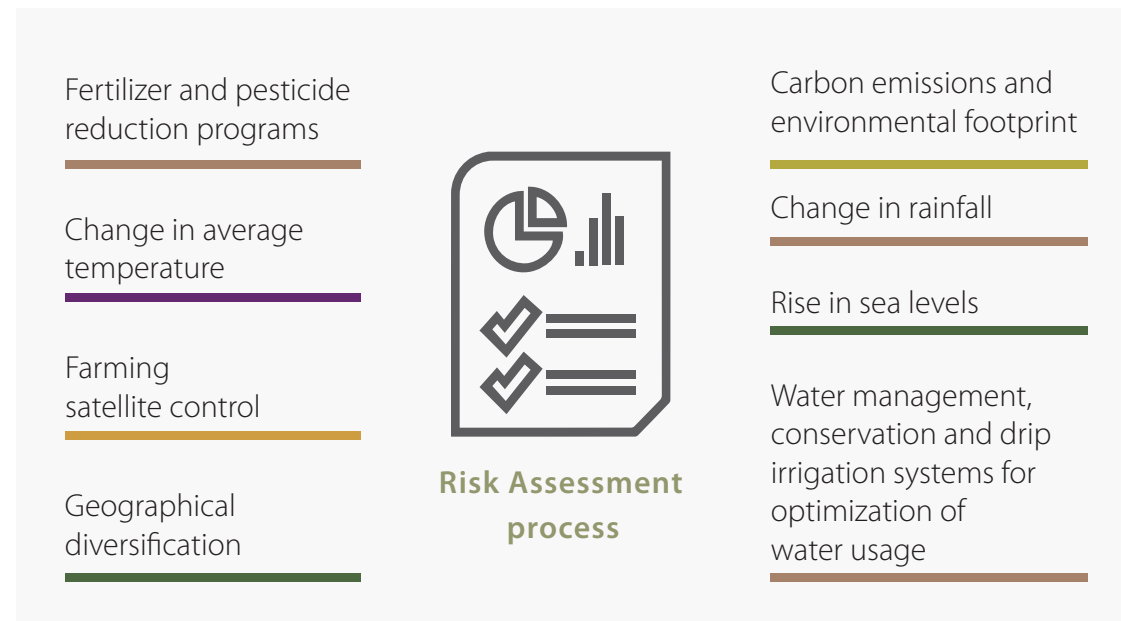 Fertilizer and pesticide
reduction programs
Change in average
temperature
Farming
satellite control
Geographical
diversification
Risk Assessment
process
Carbon emissions and
environmental footprint
Change in rainfall
Rise in sea levels
Water management,
conservation and drip
irrigation systems for
optimization of
water usage